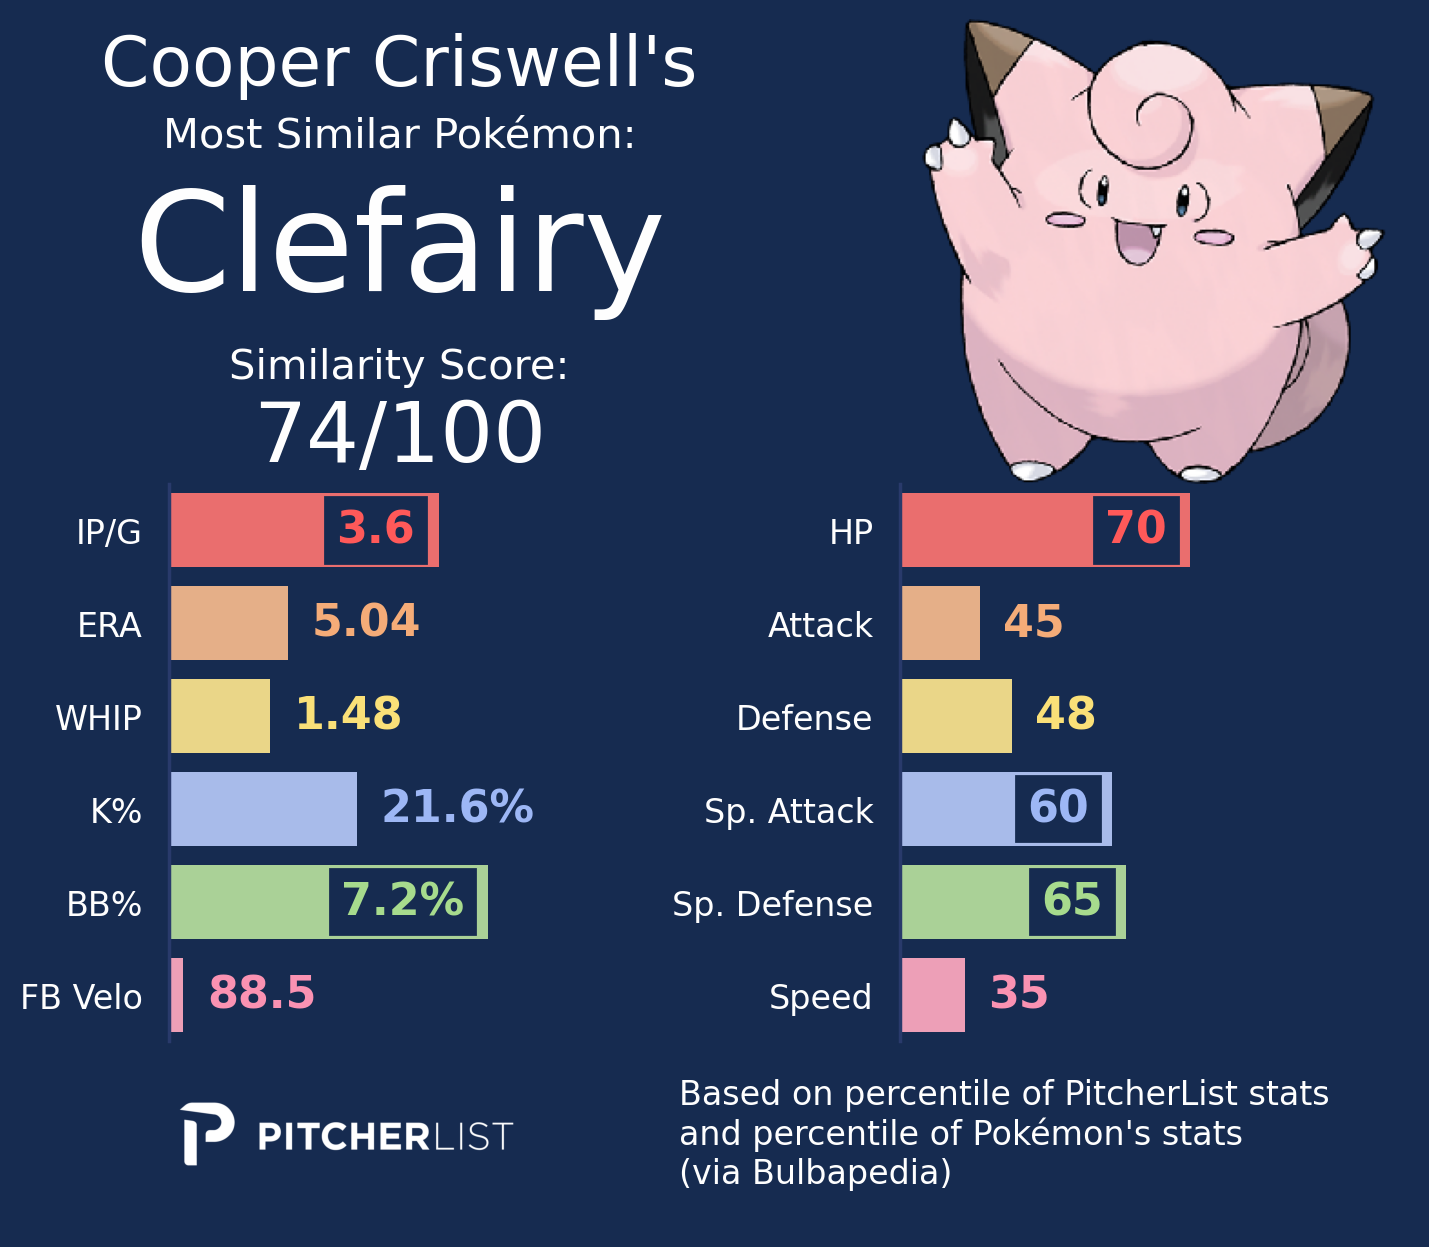 Cooper Criswell's
Most Similar Pokémon:
Clefairy
Similarity Score:
74/100
IP/G 3.6
ERA 5.04
WHIP 1.48
K% 21.6%
BB% 7.2%
FB Velo 88.5
HP 70
Attack 45
Defense 48
Sp. Attack 60
Sp. Defense 65
Speed 35
PITCHERLIST
Based on percentile of PitcherList stats
and percentile of Pokémon's stats
(via Bulbapedia)